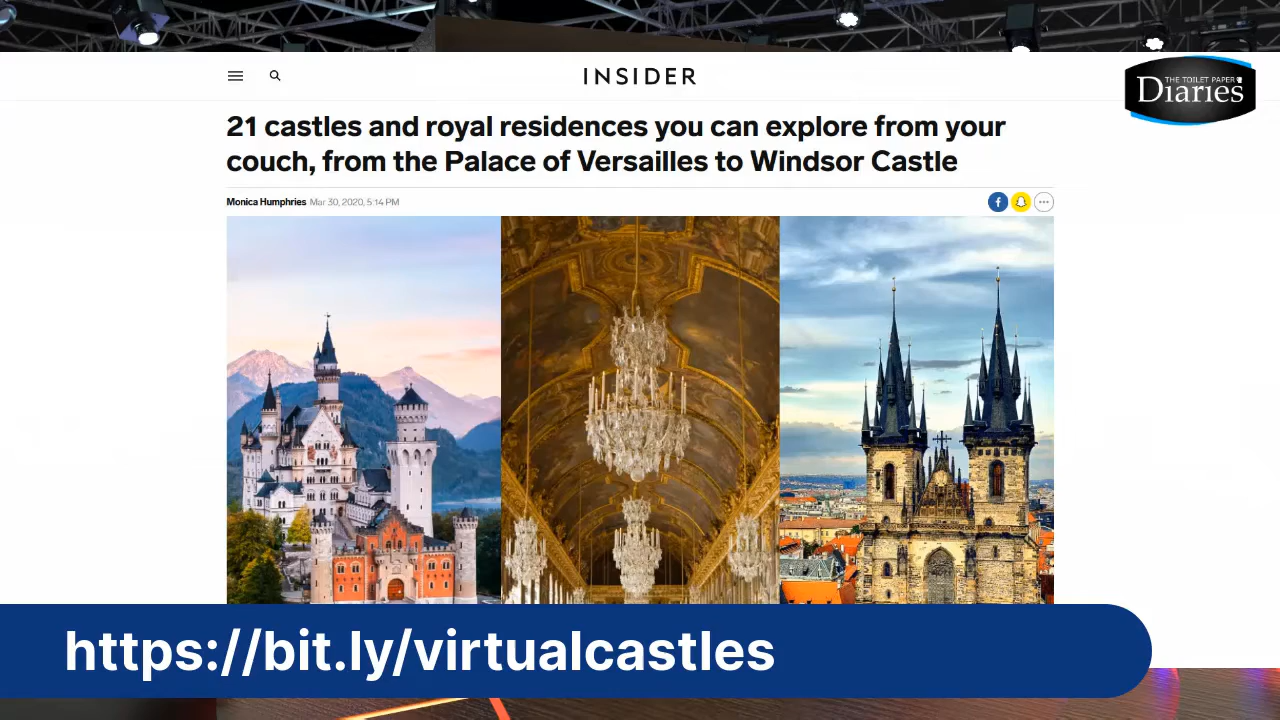 INSIDER
THE TOILET PAPER
Diaries
21 castles and royal residences you can explore from your
couch, from the Palace of Versailles to Windsor Castle
Monica Humphries Mar 30, 2020, 5:14 PM
https://bit.ly/virtualcastles